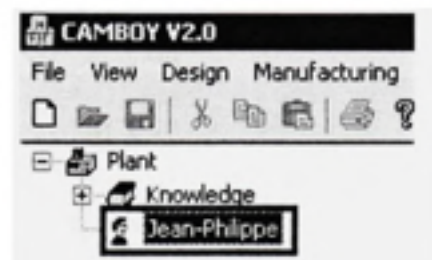 CAMBOY V2.0
File View Design Manufacturing
Plant
Knowledge
Jean-Philippe